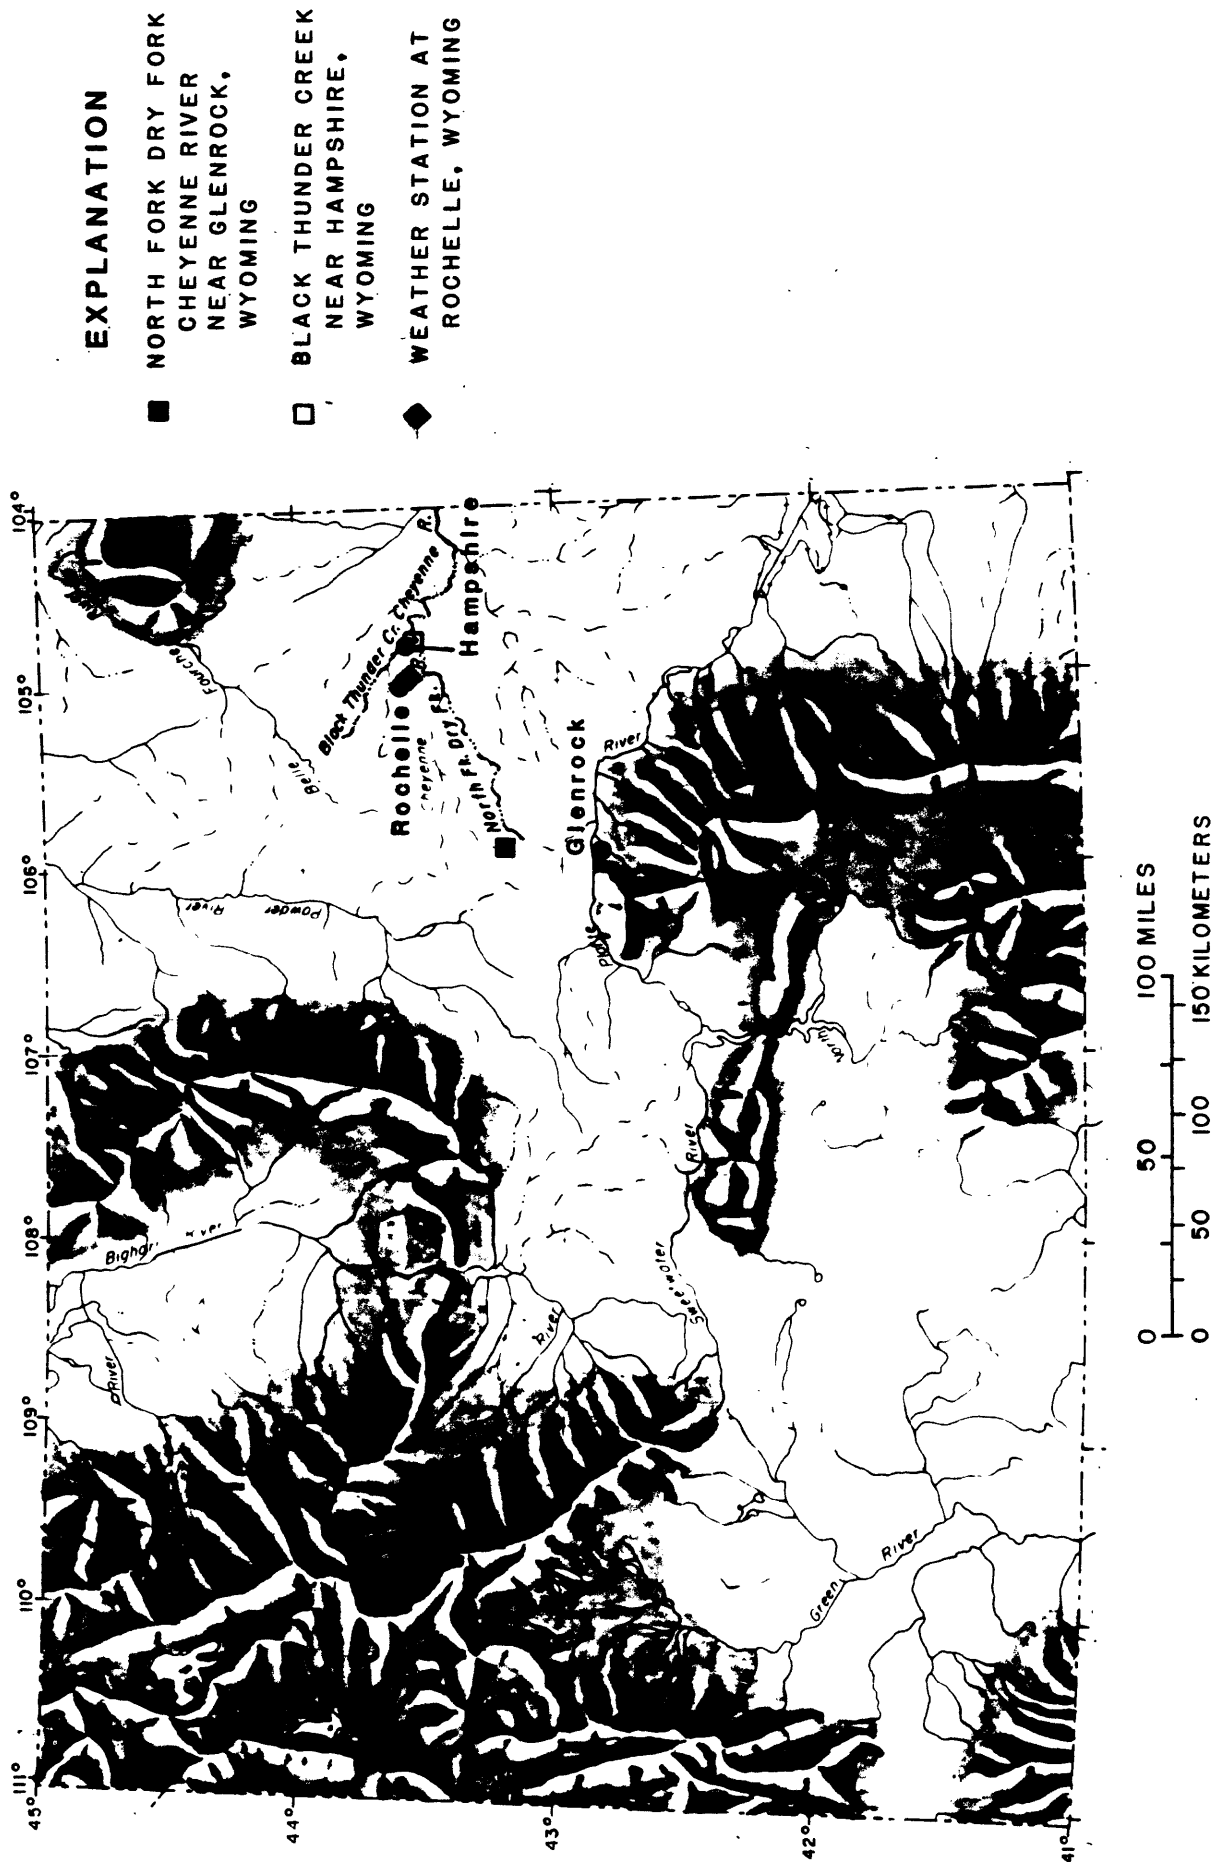 EXPLANATION
NORTH FORK DRY FORK
CHEYENNE RIVER
NEAR GLENROCK,
WYOMING
BLACK THUNDER CREEK
NEAR HAMPSHIRE,
WYOMING
WEATHER STATION AT
ROCHELLE, WYOMING
111°
110°
109°
108°
107°
106°
105°
104°
45°
44°
43°
42°
41°
River
Bighorn River
Powder River
Belle Fourche
River
Black Thunder Cr.
Cheyenne R.
Rochelle
Hampshire
North Fk. Dry Fk.
Cheyenne
R.
Glenrock
North
Platte
River
Sweetwater
River
River
Green River
0 50 100 MILES
0 50 100 150 KILOMETERS